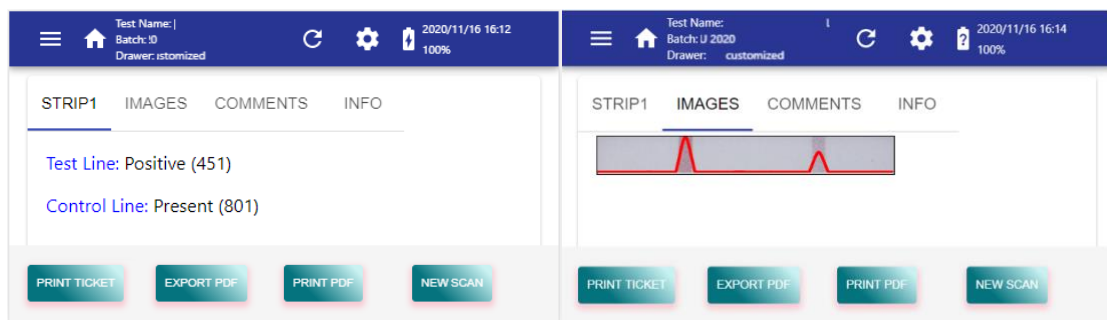 Test Name: |
Batch: !0
Drawer: istomized
2020/11/16 16:12
100%
STRIP1 IMAGES COMMENTS INFO
Test Line: Positive (451)
Control Line: Present (801)
PRINT TICKET EXPORT PDF PRINT PDF NEW SCAN
Test Name:
Batch: U 2020
Drawer: customized
2020/11/16 16:14
100%
STRIP1 IMAGES COMMENTS INFO
PRINT TICKET EXPORT PDF PRINT PDF NEW SCAN